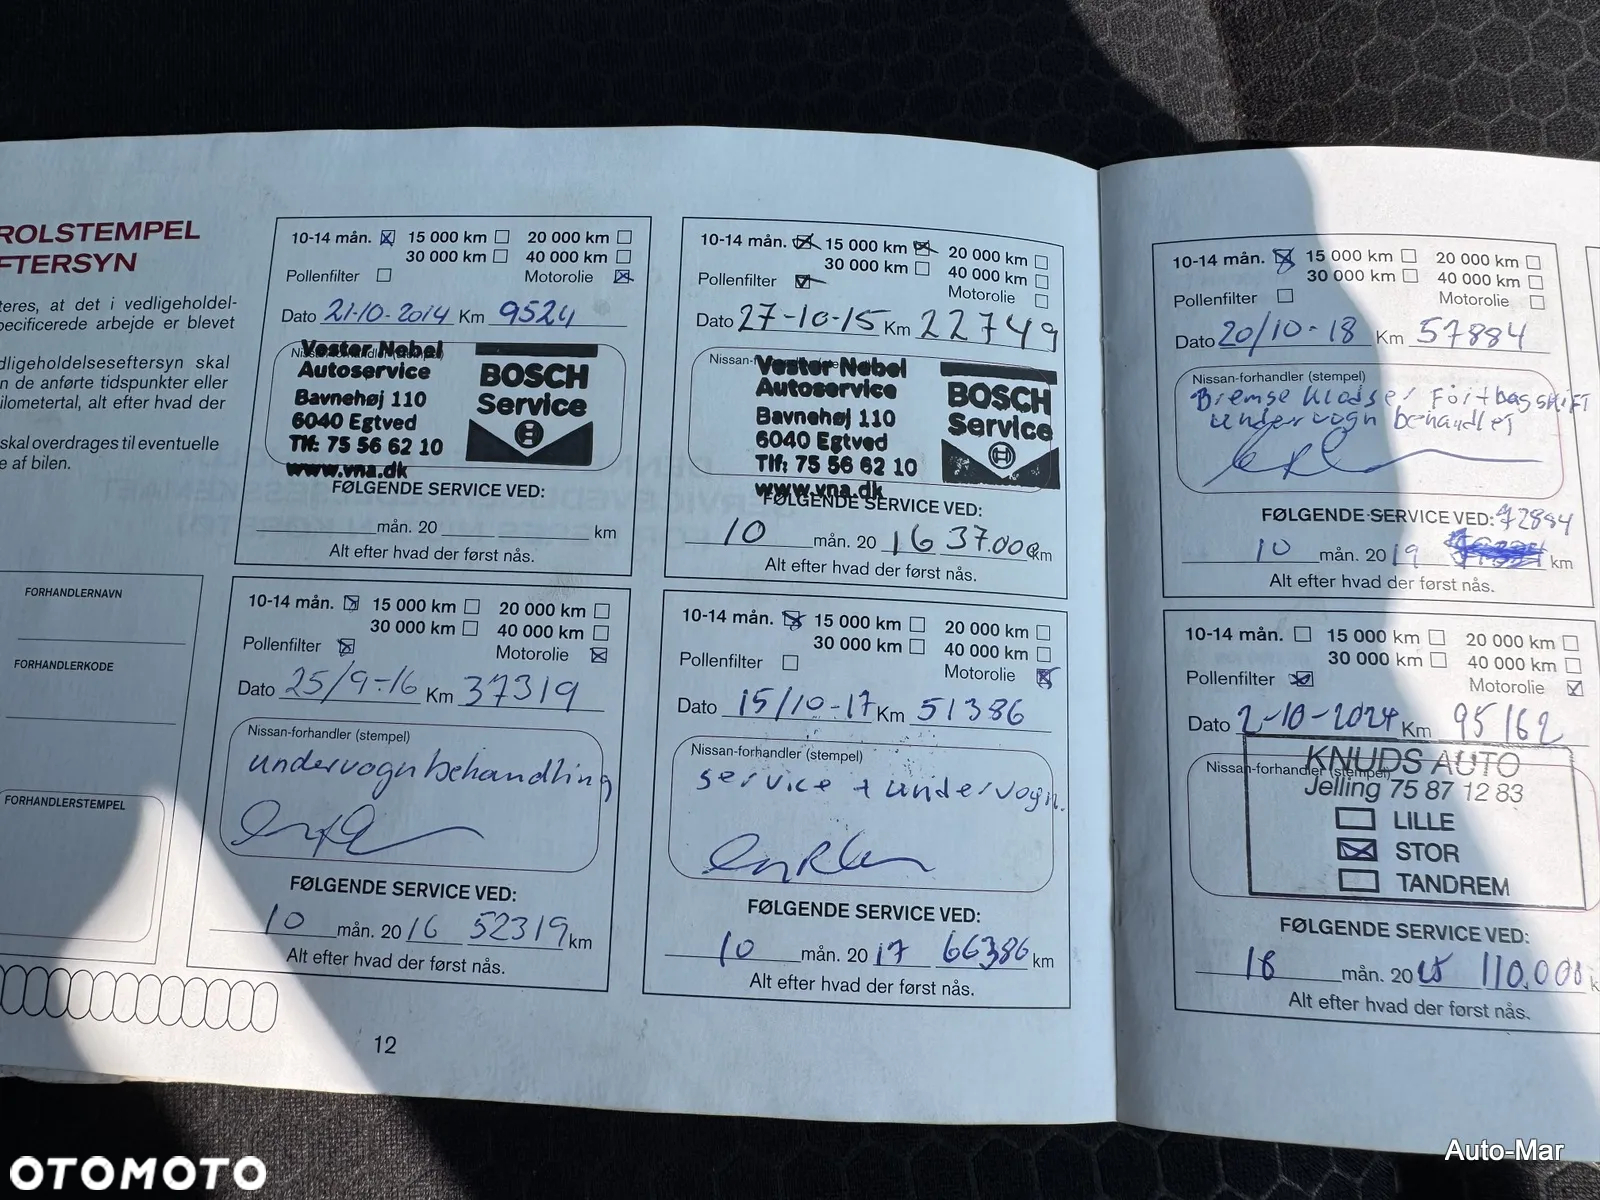 ROLSTEMPEL
FTERSYN
teres, at det i vedligeholdel-
pecificerede arbejde er blevet
dligeholdelseseftersyn skal
n de anførte tidspunkter eller
ilometertal, alt efter hvad der
skal overdrages til eventuelle
e af bilen.
FORHANDLERNAVN
FORHANDLERKODE
FORHANDLERSTEMPEL
10-14 mån. 15 000 km 20 000 km
30 000 km 40 000 km
Pollenfilter Motorolie
Dato 21-10-2014 Km 9524
Vester Nebel
Autoservice
Bavnehøj 110
6040 Egtved
Tlf: 75 56 62 10
www.vna.dk
BOSCH
Service
FØLGENDE SERVICE VED:
mån. 20 km
Alt efter hvad der først nås.
10-14 mån. 15 000 km 20 000 km
30 000 km 40 000 km
Pollenfilter Motorolie
Dato 27-10-15 Km 22749
Nissan-
Vester Nebel
Autoservice
Bavnehøj 110
6040 Egtved
Tlf: 75 56 62 10
www.vna.dk
BOSCH
Service
FØLGENDE SERVICE VED:
10 mån. 20 16 37.000 km
Alt efter hvad der først nås.
10-14 mån. 15 000 km 20 000 km
30 000 km 40 000 km
Pollenfilter Motorolie
Dato 25/9-16 Km 37319
Nissan-forhandler (stempel)
undervognbehandling
FØLGENDE SERVICE VED:
10 mån. 20 16 52319 km
Alt efter hvad der først nås.
10-14 mån. 15 000 km 20 000 km
30 000 km 40 000 km
Pollenfilter Motorolie
Dato 15/10-17 Km 51386
Nissan-forhandler (stempel)
service + undervogn.
FØLGENDE SERVICE VED:
10 mån. 20 17 66386 km
Alt efter hvad der først nås.
12
10-14 mån. 15 000 km 20 000 km
30 000 km 40 000 km
Pollenfilter Motorolie
Dato 20/10-18 Km 57884
Nissan-forhandler (stempel)
Bremse klodser
undervogn behandlet
FØLGENDE SERVICE VED: 72884
10 mån. 20 19 km
Alt efter hvad der først nås.
10-14 mån. 15 000 km 20 000 km
30 000 km 40 000 km
Pollenfilter Motorolie
Dato 2-10-2024 Km 95162
Nissan-forhandler (stempel)
KNUDS AUTO
Jelling 75 87 12 83
LILLE
STOR
TANDREM
FØLGENDE SERVICE VED:
mån. 20 110.000 k
Alt efter hvad der først nås.
OTOMOTO
Auto-Mar